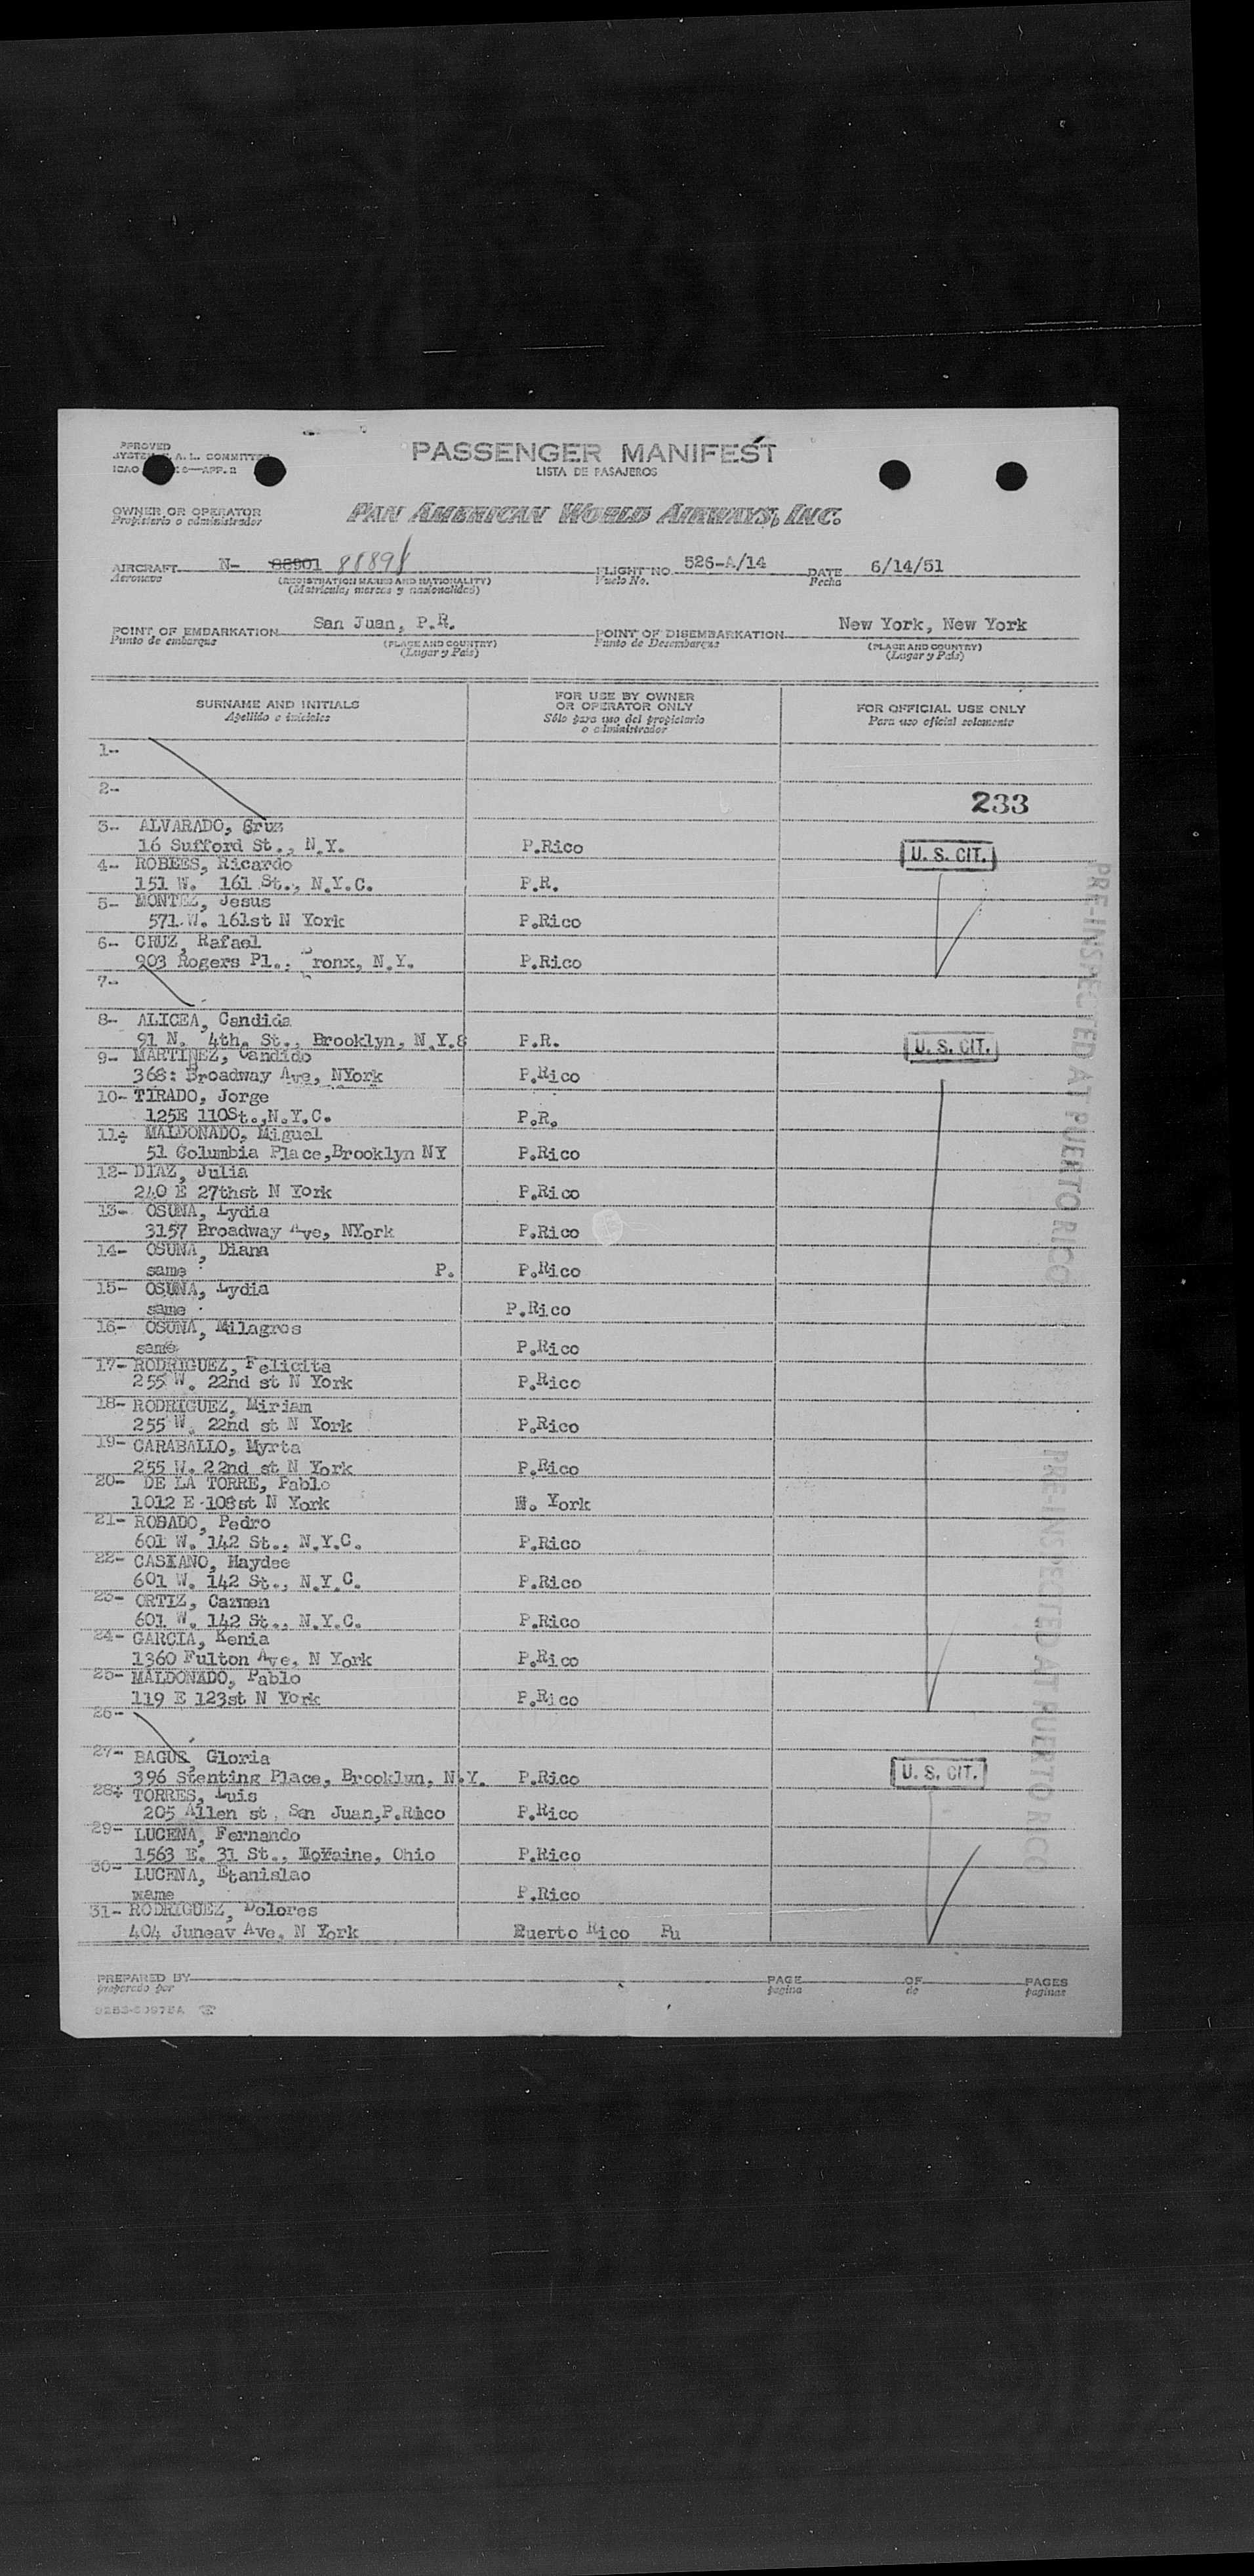 PASSENGER MANIFEST
LISTA DE PASAJEROS
OWNER OR OPERATOR
Propietario o administrador
PAN AMERICAN WORLD AIRWAYS, INC.
AIRCRAFT N- 88901 88898 FLIGHT NO. 526-A/14 DATE 6/14/51
Aeronave (REGISTRATION MARKS AND NATIONALITY) Vuelo No. Fecha
(Matrícula, marcas y nacionalidad)
POINT OF EMBARKATION San Juan, P.R. POINT OF DISEMBARKATION New York, New York
Punto de embarque (PLACE AND COUNTRY) Punto de Desembarque (PLACE AND COUNTRY)
(Lugar y País) (Lugar y País)
SURNAME AND INITIALS FOR USE BY OWNER OR OPERATOR ONLY FOR OFFICIAL USE ONLY
Apellido e iniciales Sólo para uso del propietario o administrador Para uso oficial solamente
1--
2--
233
3-- ALVARADO, Cruz
16 Sufford St., N.Y. P.Rico U. S. CIT.
4-- ROBLES, Ricardo
151 W. 161 St., N.Y.C. P.R.
5-- MONTEZ, Jesus
571 W. 161st N York P.Rico
6-- CRUZ, Rafael
903 Rogers Pl., Bronx, N.Y. P.Rico
7--
8-- ALICEA, Candida
91 N. 4th. St., Brooklyn, N.Y. P.R. U. S. CIT.
9-- MARTINEZ, Candido
368: Broadway Ave, NYork P.Rico
10- TIRADO, Jorge
125E 110St.,N.Y.C. P.R.
11- MALDONADO, Miguel
51 Columbia Place,Brooklyn NY P.Rico
12- DIAZ, Julia
240 E 27thst N York P.Rico
13- OSUNA, Lydia
3157 Broadway Ave, NYork P.Rico
14- OSUNA, Diana
same P. P.Rico
15- OSUNA, Lydia
same P.Rico
16- OSUNA, Milagros
same P.Rico
17- RODRIGUEZ, Felicita
255 W. 22nd st N York P.Rico
18- RODRIGUEZ, Miriam
255 W. 22nd st N York P.Rico
19- CARABALLO, Myrta
255 W. 22nd st N York P.Rico
20- DE LA TORRE, Pablo
1012 E 108st N York N. York
21- ROSADO, Pedro
601 W. 142 St., N.Y.C. P.Rico
22- CASIANO, Haydee
601 W. 142 St., N.Y.C. P.Rico
23- ORTIZ, Carmen
601 W. 142 St., N.Y.C. P.Rico
24- GARCIA, Kenia
1360 Fulton Ave, N York P.Rico
25- MALDONADO, Pablo
119 E 123st N York P.Rico
26-
27- BAGUE, Gloria
396 Stenting Place, Brooklyn, N.Y. P.Rico U. S. CIT.
28- TORRES, Luis
205 Allen st, San Juan,P.Rico P.Rico
29- LUCENA, Fernando
1563 E. 31 St., Ohio P.Rico
30- LUCENA, Etanislao
same P.Rico
31- RODRIGUEZ, Dolores
404 Juneav Ave, N York Puerto Rico Pu
PREPARED BY PAGE OF PAGES
preparado por página de páginas
PRE-INSPECTED AT PUERTO RICO
PRE-INSPECTED AT PUERTO RICO